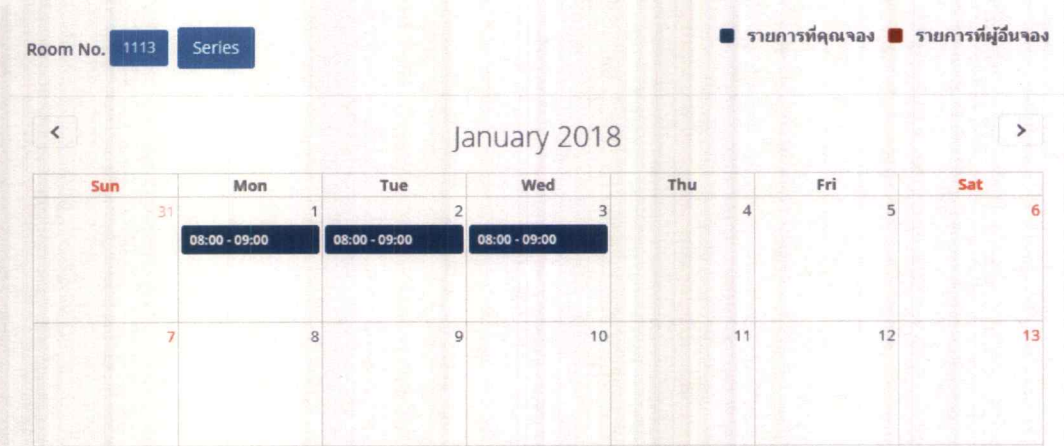 Room No. 1113 Series
รายการที่คุณจอง รายการที่ผู้อื่นจอง
< January 2018 >
Sun Mon Tue Wed Thu Fri Sat
31 1 2 3 4 5 6
08:00 - 09:00 08:00 - 09:00 08:00 - 09:00
7 8 9 10 11 12 13